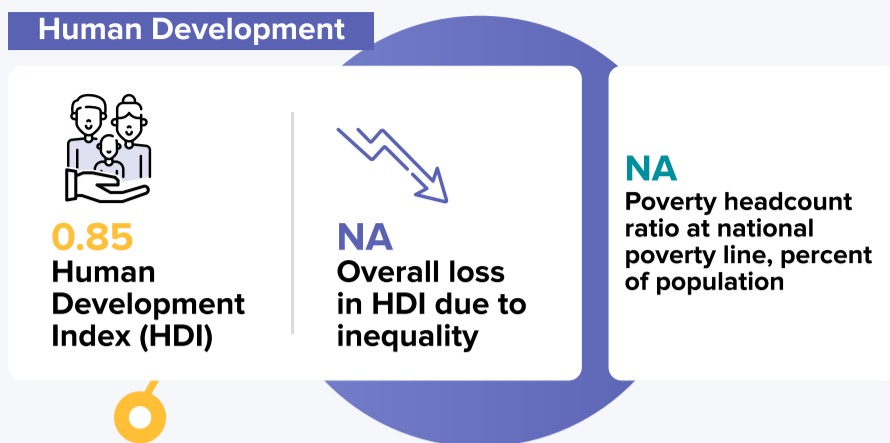 Human Development
0.85
Human
Development
Index (HDI)
NA
Overall loss
in HDI due to
inequality
NA
Poverty headcount
ratio at national
poverty line, percent
of population